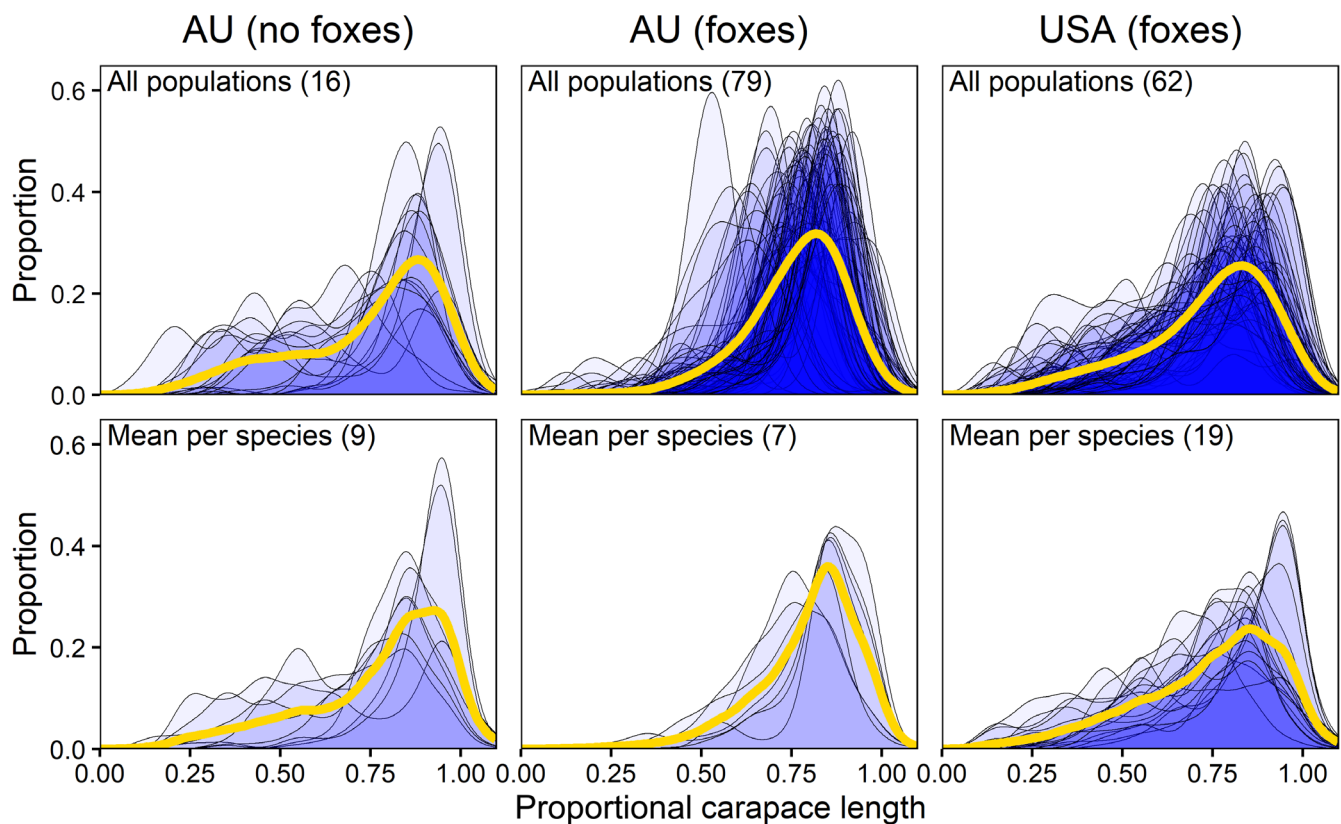 AU (no foxes) AU (foxes) USA (foxes)
All populations (16) All populations (79) All populations (62)
0.6
0.4
0.2
0.0
Proportion
Mean per species (9) Mean per species (7) Mean per species (19)
0.6
0.4
0.2
0.0
Proportion
0.00 0.25 0.50 0.75 1.00 0.00 0.25 0.50 0.75 1.00 0.00 0.25 0.50 0.75 1.00
Proportional carapace length